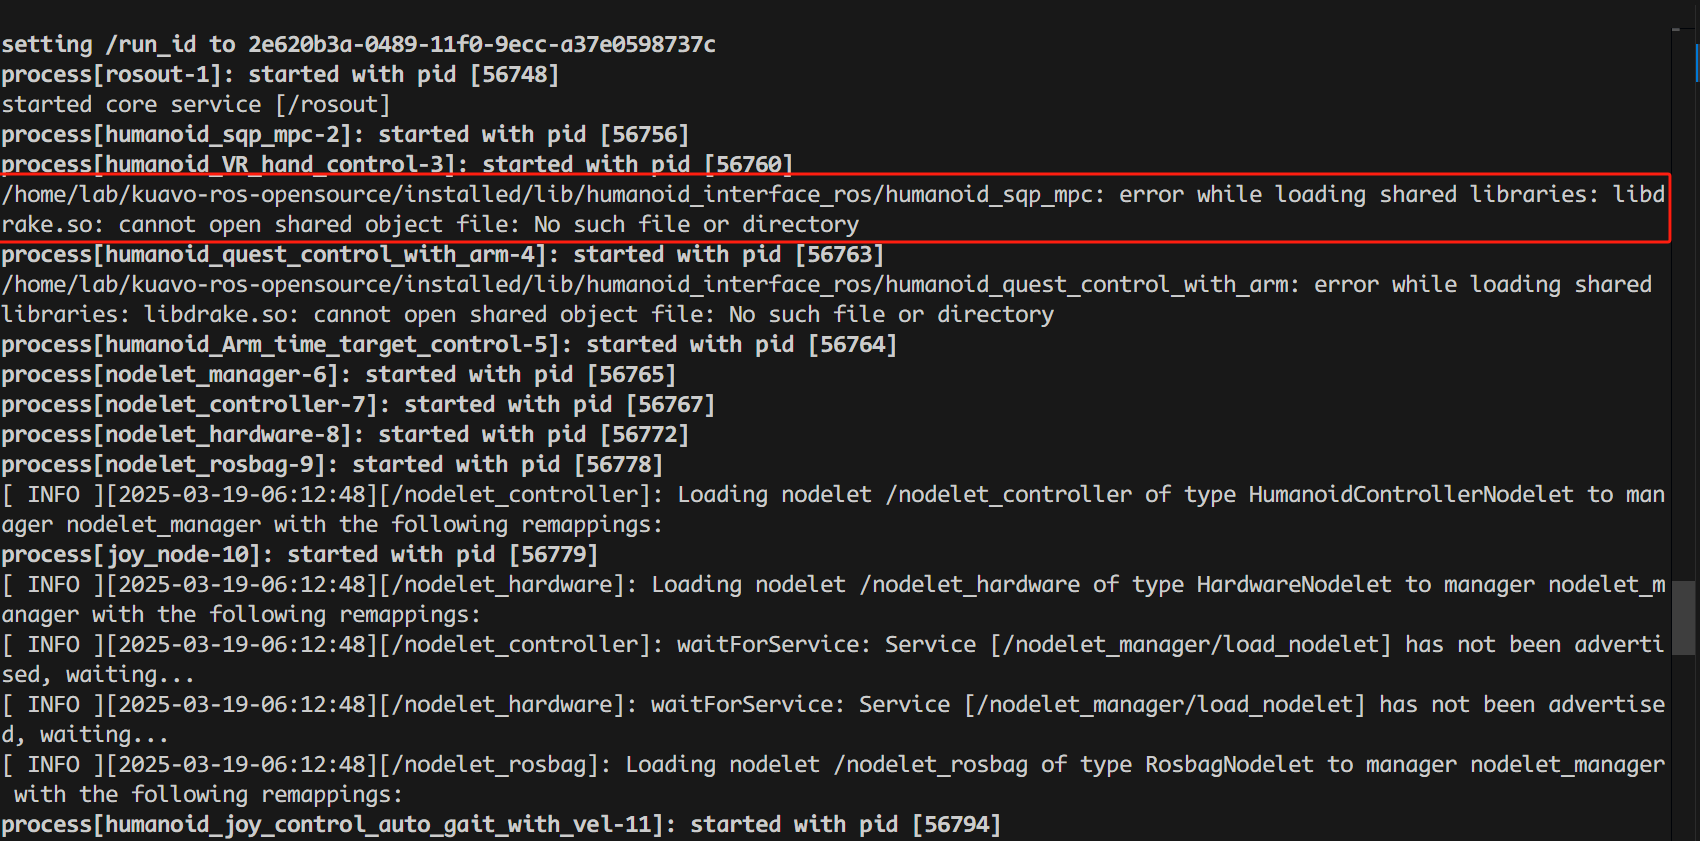 setting /run_id to 2e620b3a-0489-11f0-9ecc-a37e0598737c
process[rosout-1]: started with pid [56748]
started core service [/rosout]
process[humanoid_sqp_mpc-2]: started with pid [56756]
process[humanoid_VR_hand_control-3]: started with pid [56760]
/home/lab/kuavo-ros-opensource/installed/lib/humanoid_interface_ros/humanoid_sqp_mpc: error while loading shared libraries: libd
rake.so: cannot open shared object file: No such file or directory
process[humanoid_quest_control_with_arm-4]: started with pid [56763]
/home/lab/kuavo-ros-opensource/installed/lib/humanoid_interface_ros/humanoid_quest_control_with_arm: error while loading shared
libraries: libdrake.so: cannot open shared object file: No such file or directory
process[humanoid_Arm_time_target_control-5]: started with pid [56764]
process[nodelet_manager-6]: started with pid [56765]
process[nodelet_controller-7]: started with pid [56767]
process[nodelet_hardware-8]: started with pid [56772]
process[nodelet_rosbag-9]: started with pid [56778]
[ INFO ][2025-03-19-06:12:48][/nodelet_controller]: Loading nodelet /nodelet_controller of type HumanoidControllerNodelet to man
ager nodelet_manager with the following remappings:
process[joy_node-10]: started with pid [56779]
[ INFO ][2025-03-19-06:12:48][/nodelet_hardware]: Loading nodelet /nodelet_hardware of type HardwareNodelet to manager nodelet_m
anager with the following remappings:
[ INFO ][2025-03-19-06:12:48][/nodelet_controller]: waitForService: Service [/nodelet_manager/load_nodelet] has not been adverti
sed, waiting...
[ INFO ][2025-03-19-06:12:48][/nodelet_hardware]: waitForService: Service [/nodelet_manager/load_nodelet] has not been advertise
d, waiting...
[ INFO ][2025-03-19-06:12:48][/nodelet_rosbag]: Loading nodelet /nodelet_rosbag of type RosbagNodelet to manager nodelet_manager
with the following remappings:
process[humanoid_joy_control_auto_gait_with_vel-11]: started with pid [56794]